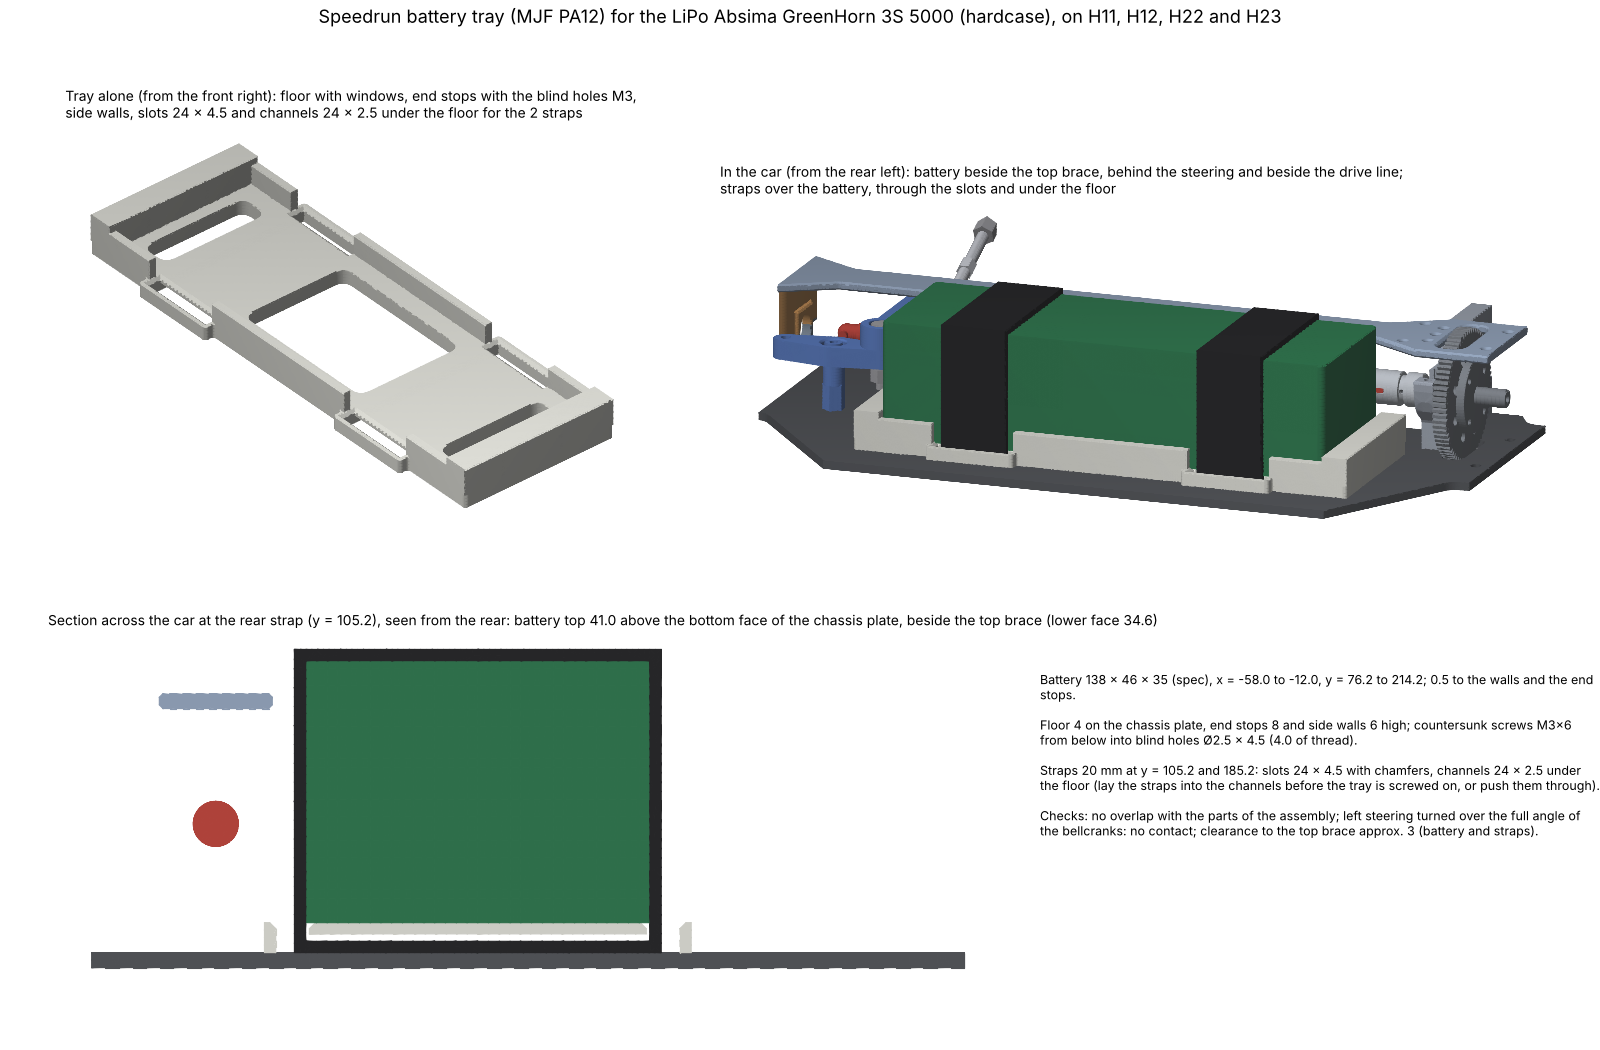 Speedrun battery tray (MJF PA12) for the LiPo Absima GreenHorn 3S 5000 (hardcase), on H11, H12, H22 and H23
Tray alone (from the front right): floor with windows, end stops with the blind holes M3,
side walls, slots 24 × 4.5 and channels 24 × 2.5 under the floor for the 2 straps
In the car (from the rear left): battery beside the top brace, behind the steering and beside the drive line;
straps over the battery, through the slots and under the floor
Section across the car at the rear strap (y = 105.2), seen from the rear: battery top 41.0 above the bottom face of the chassis plate, beside the top brace (lower face 34.6)
Battery 138 × 46 × 35 (spec), x = -58.0 to -12.0, y = 76.2 to 214.2; 0.5 to the walls and the end
stops.
Floor 4 on the chassis plate, end stops 8 and side walls 6 high; countersunk screws M3×6
from below into blind holes Ø2.5 × 4.5 (4.0 of thread).
Straps 20 mm at y = 105.2 and 185.2: slots 24 × 4.5 with chamfers, channels 24 × 2.5 under
the floor (lay the straps into the channels before the tray is screwed on, or push them through).
Checks: no overlap with the parts of the assembly; left steering turned over the full angle of
the bellcranks: no contact; clearance to the top brace approx. 3 (battery and straps).